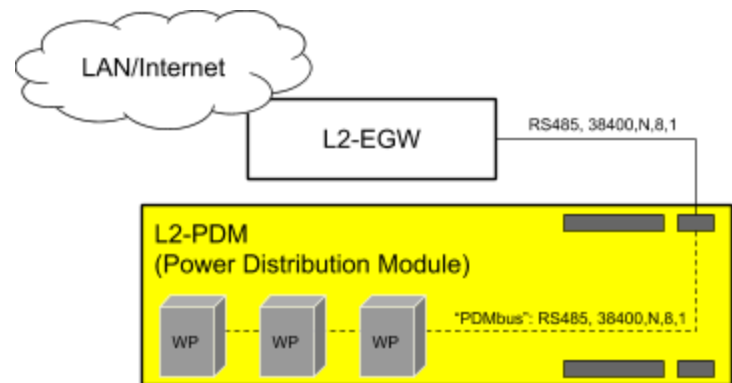 LAN/Internet
L2-EGW
RS485, 38400,N,8,1
L2-PDM
(Power Distribution Module)
"PDMbus": RS485, 38400,N,8,1
WP
WP
WP